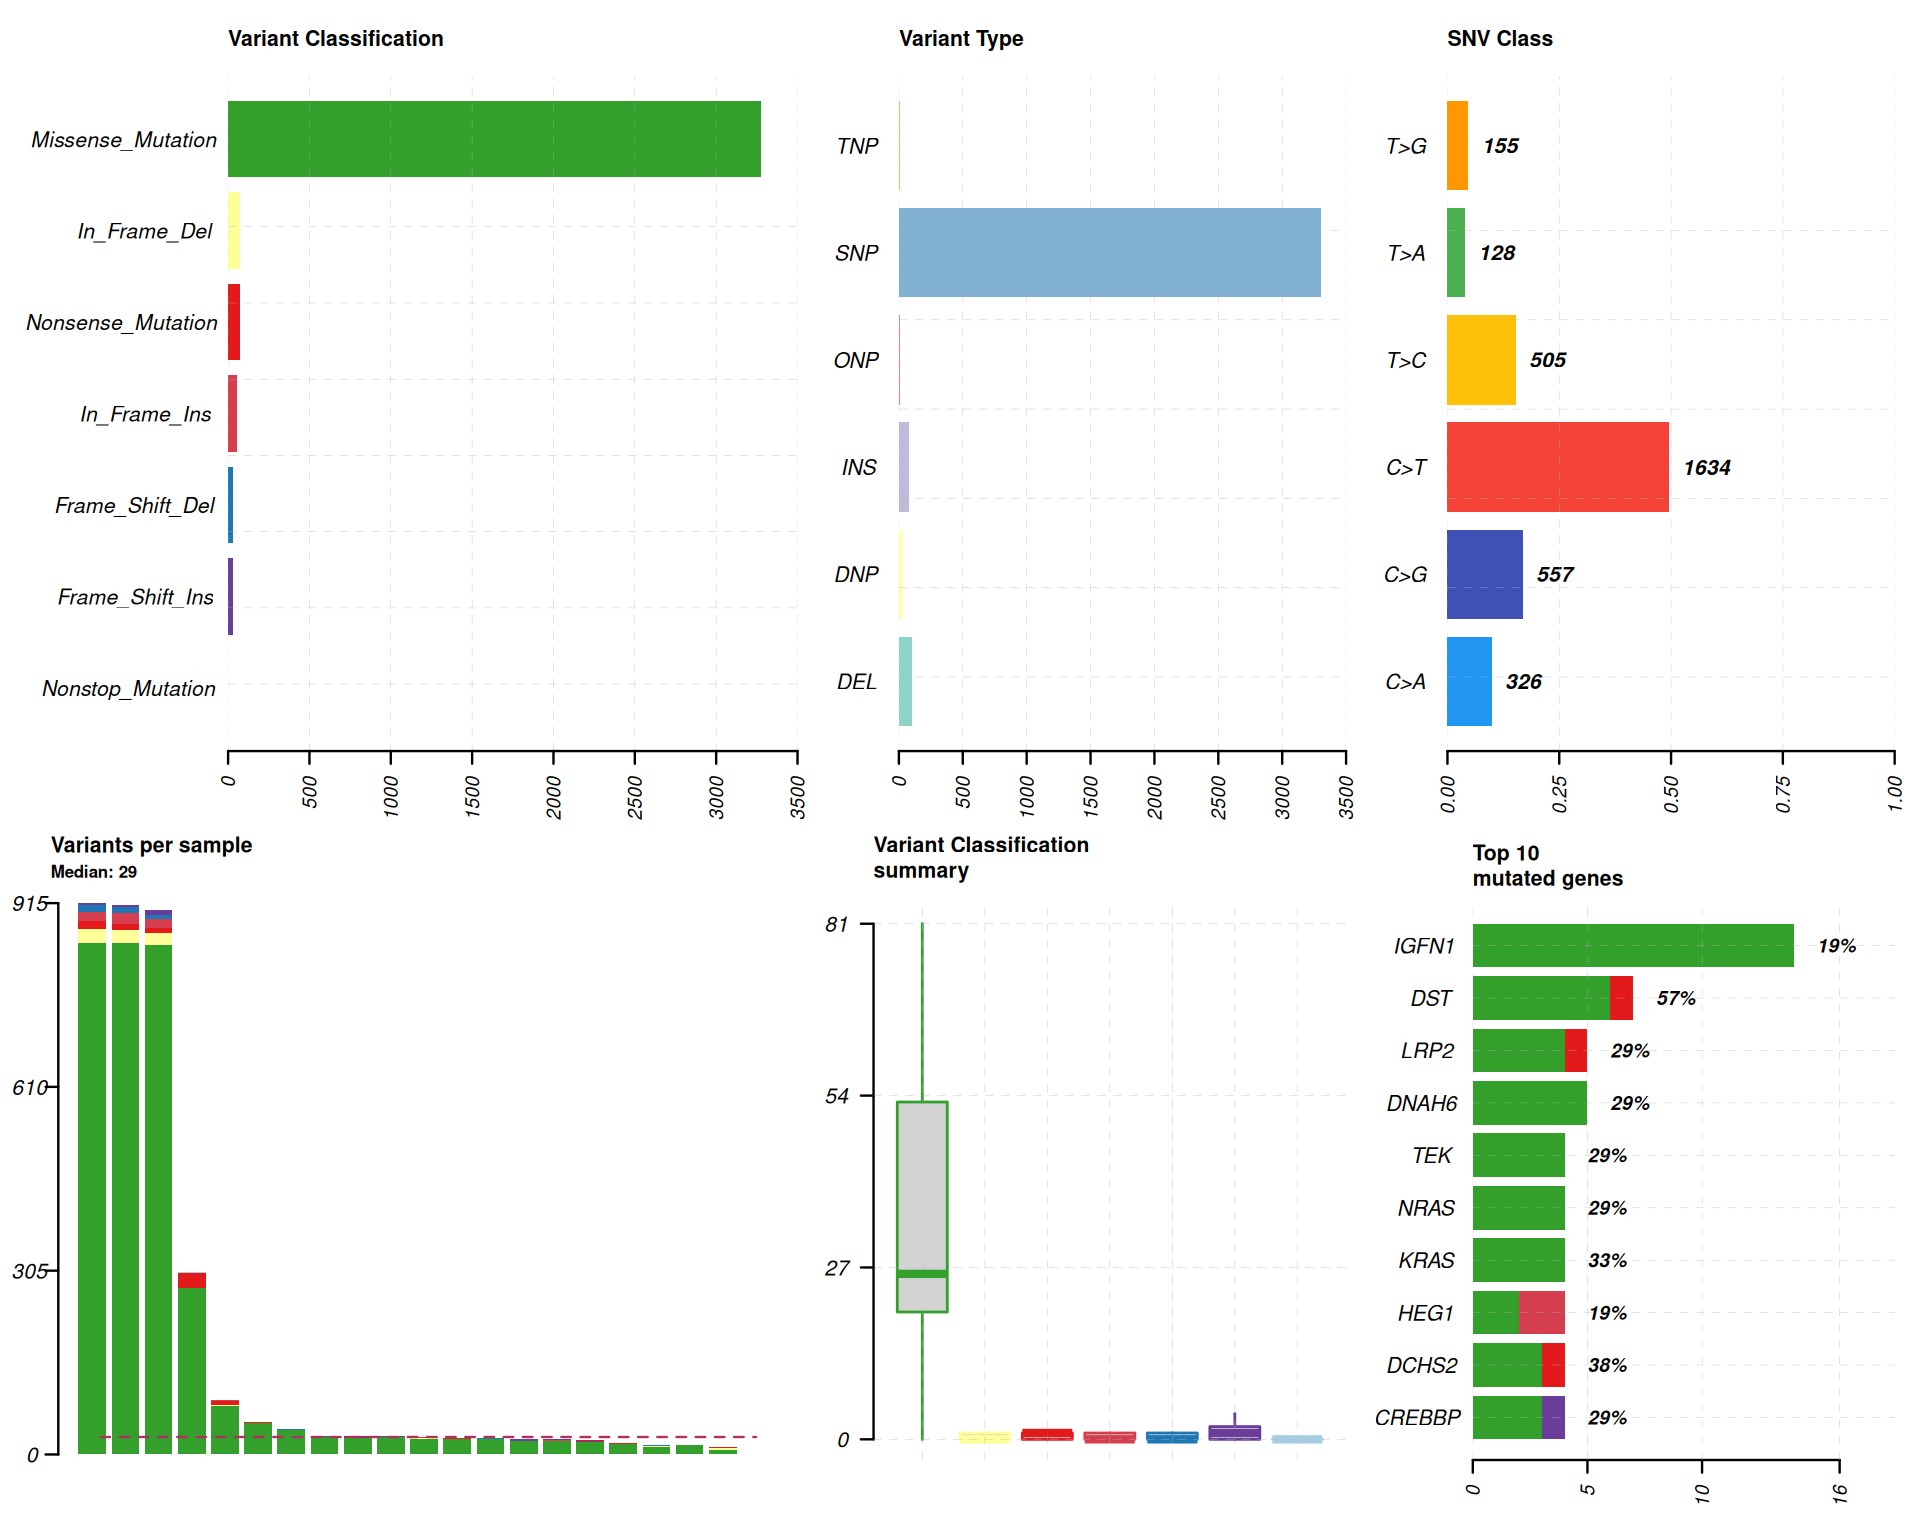 Variant Classification
Missense_Mutation
In_Frame_Del
Nonsense_Mutation
In_Frame_Ins
Frame_Shift_Del
Frame_Shift_Ins
Nonstop_Mutation
0 500 1000 1500 2000 2500 3000 3500
Variant Type
TNP
SNP
ONP
INS
DNP
DEL
0 500 1000 1500 2000 2500 3000 3500
SNV Class
T>G 155
T>A 128
T>C 505
C>T 1634
C>G 557
C>A 326
0.00 0.25 0.50 0.75 1.00
Variants per sample
Median: 29
915
610
305
0
Variant Classification
summary
81
54
27
0
Top 10
mutated genes
IGFN1 19%
DST 57%
LRP2 29%
DNAH6 29%
TEK 29%
NRAS 29%
KRAS 33%
HEG1 19%
DCHS2 38%
CREBBP 29%
0 5 10 16